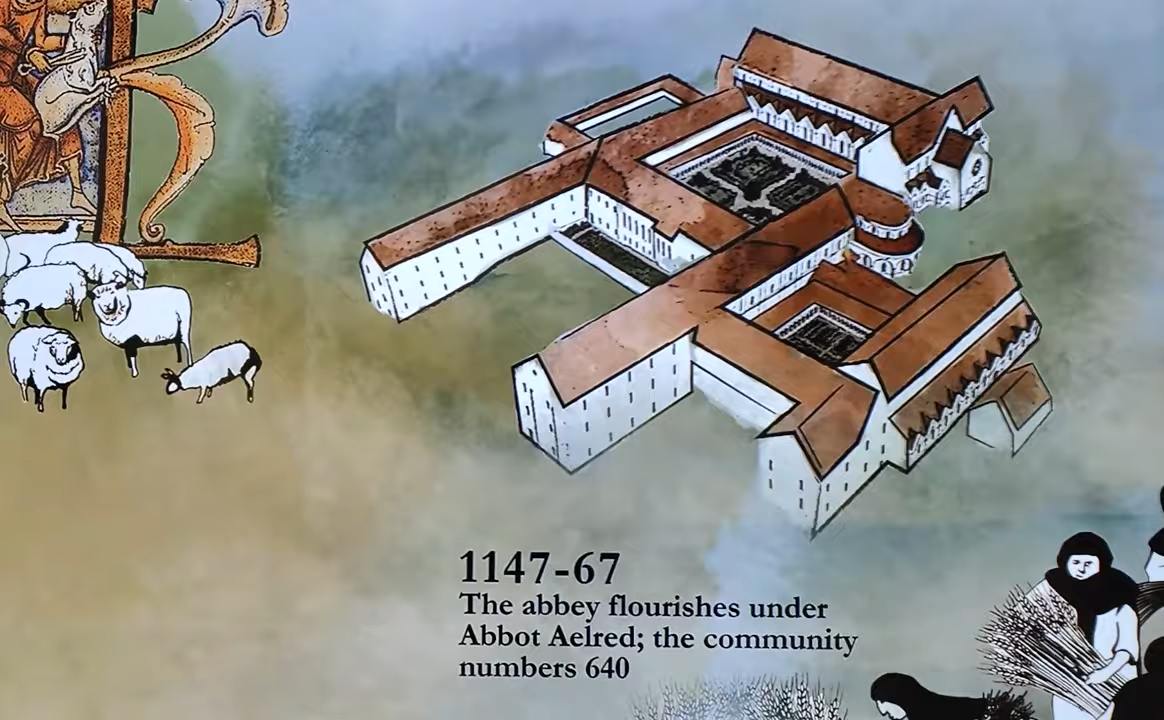 1147-67
The abbey flourishes under
Abbot Aelred; the community
numbers 640